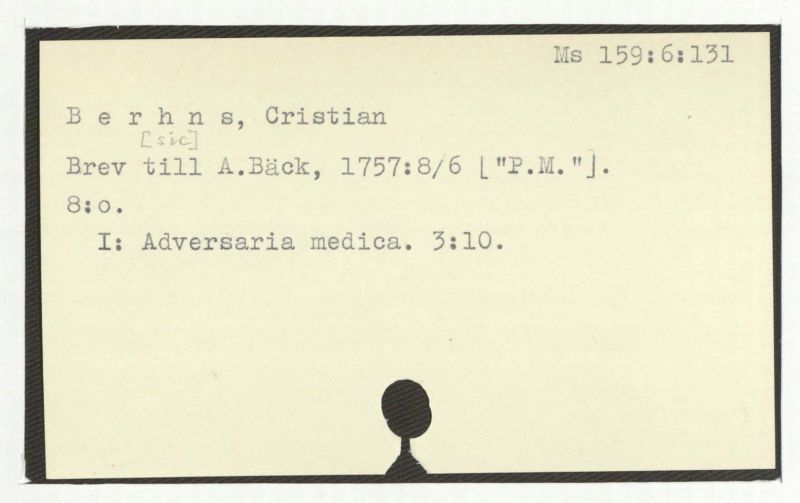 Ms 159:6:131
B e r h n s, Cristian
[sic]
Brev till A.Bäck, 1757:8/6 ["P.M."].
8:o.
I: Adversaria medica. 3:10.